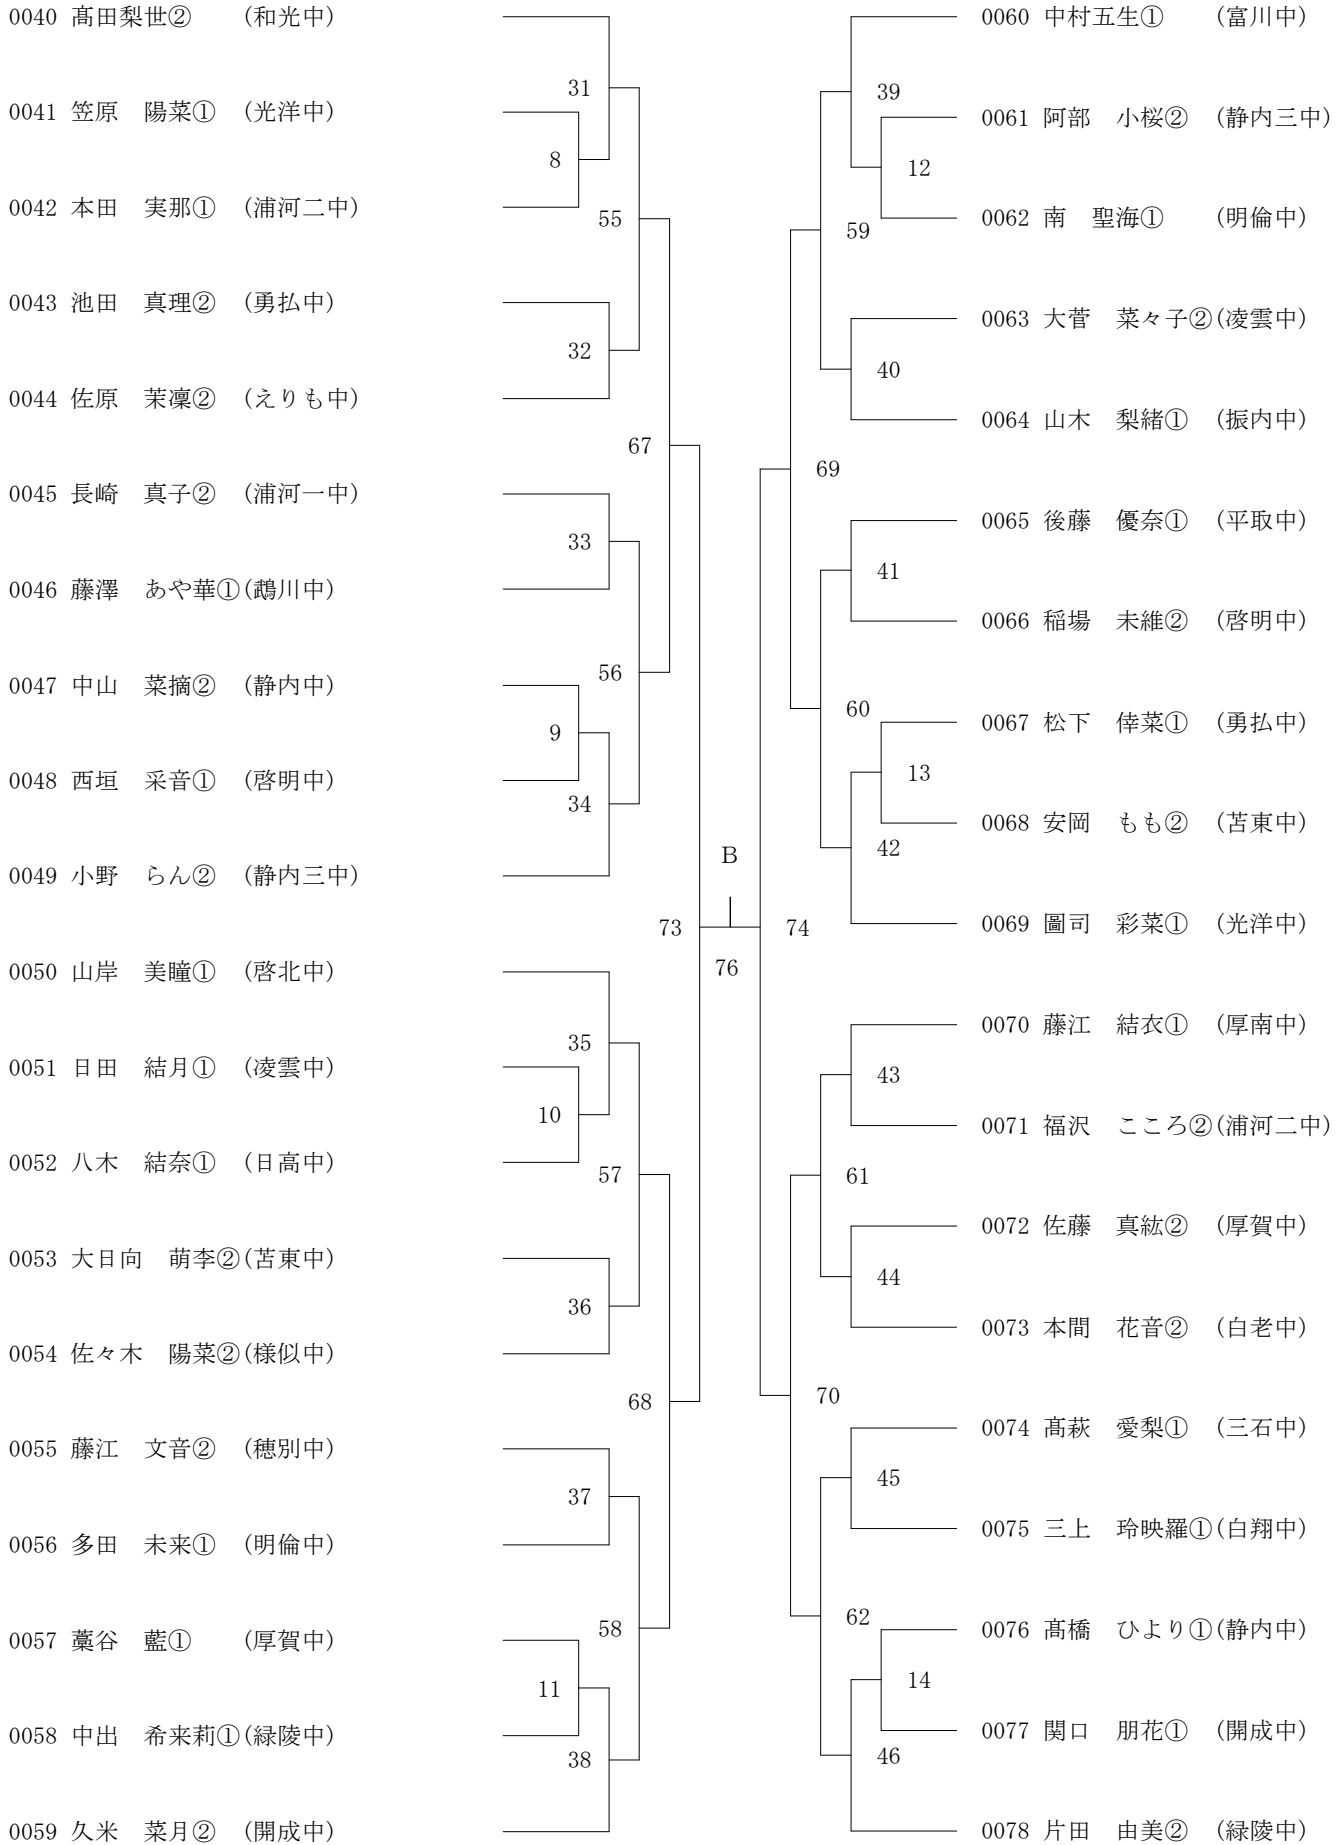 0040 髙田梨世② (和光中)
31
0041 笠原 陽菜① (光洋中)
8
0042 本田 実那① (浦河二中)
55
0043 池田 真理② (勇払中)
32
0044 佐原 茉凜② (えりも中)
67
0045 長崎 真子② (浦河一中)
33
0046 藤澤 あや華① (鵡川中)
56
0047 中山 菜摘② (静内中)
9
0048 西垣 采音① (啓明中)
34
0049 小野 らん② (静内三中)
73
0050 山岸 美瞳① (啓北中)
35
0051 日田 結月① (凌雲中)
10
0052 八木 結奈① (日高中)
57
0053 大日向 萌李② (苫東中)
36
0054 佐々木 陽菜② (様似中)
68
0055 藤江 文音② (穂別中)
37
0056 多田 未来① (明倫中)
58
0057 藁谷 藍① (厚賀中)
11
0058 中出 希来莉① (緑陵中)
38
0059 久米 菜月② (開成中)
B
76
0060 中村五生① (富川中)
39
0061 阿部 小桜② (静内三中)
12
0062 南 聖海① (明倫中)
59
0063 大菅 菜々子② (凌雲中)
40
0064 山木 梨緒① (振内中)
69
0065 後藤 優奈① (平取中)
41
0066 稲場 未維② (啓明中)
60
0067 松下 倖菜① (勇払中)
13
0068 安岡 もも② (苫東中)
42
0069 圖司 彩菜① (光洋中)
74
0070 藤江 結衣① (厚南中)
43
0071 福沢 こころ② (浦河二中)
61
0072 佐藤 真紘② (厚賀中)
44
0073 本間 花音② (白老中)
70
0074 髙萩 愛梨① (三石中)
45
0075 三上 玲映羅① (白翔中)
62
0076 髙橋 ひより① (静内中)
14
0077 関口 朋花① (開成中)
46
0078 片田 由美② (緑陵中)